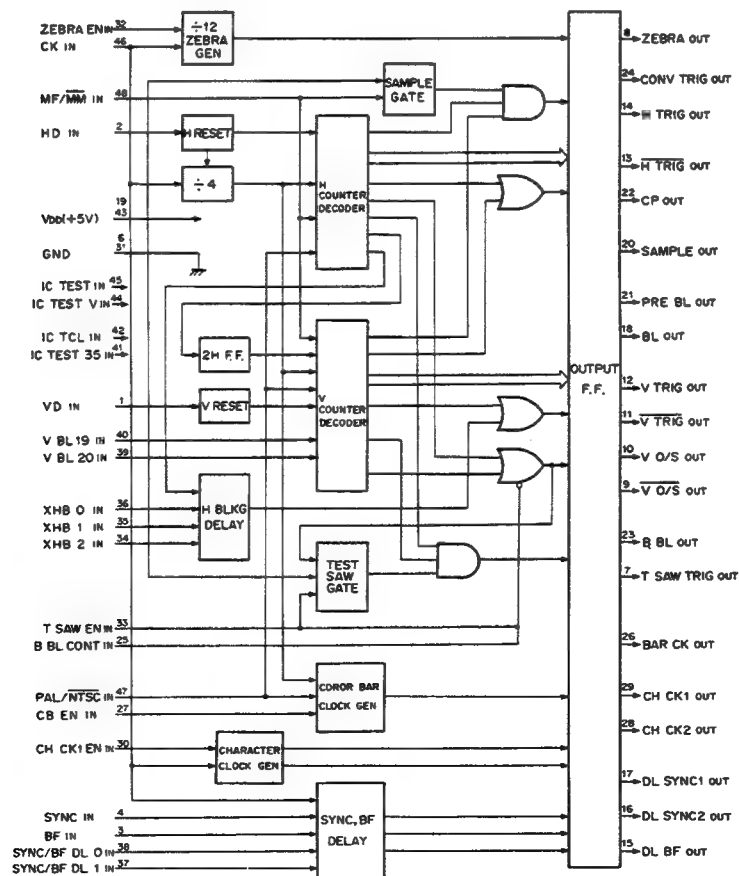 ZEBRA EN IN 32
CK IN 46
÷12
ZEBRA
GEN
MF/M̅M̅ IN 48
SAMPLE
GATE
HD IN 2
H RESET
÷4
H
COUNTER
DECODER
19
VDD(+5V) 43
6
GND 31
IC TEST IN 45
IC TEST V IN 44
IC TCL IN 42
IC TEST 35 IN 41
2H F.F.
VD IN 1
V RESET
V
COUNTER
DECODER
V BL 19 IN 40
V BL 20 IN 39
XHB 0 IN 36
XHB 1 IN 35
XHB 2 IN 34
H BLKG
DELAY
TEST
SAW
GATE
T SAW EN IN 33
B BL CONT IN 25
PAL/N̅T̅S̅C̅ IN 47
CB EN IN 27
COROR BAR
CLOCK GEN
CH CK1 EN IN 30
CHARACTER
CLOCK GEN
SYNC IN 4
BF IN 3
SYNC/BF DL 0 IN 38
SYNC/BF DL 1 IN 37
SYNC, BF
DELAY
OUTPUT
F.F.
8 ZEBRA OUT
24 CONV TRIG OUT
14 H TRIG OUT
13 H̅ T̅R̅I̅G̅ OUT
22 CP OUT
20 SAMPLE OUT
21 PRE BL OUT
18 BL OUT
12 V TRIG OUT
11 V̅ T̅R̅I̅G̅ OUT
10 V O/S OUT
9 V̅ O̅/̅S̅ OUT
23 B BL OUT
7 T SAW TRIG OUT
26 BAR CK OUT
29 CH CK1 OUT
28 CH CK2 OUT
17 DL SYNC1 OUT
16 DL SYNC2 OUT
15 DL BF OUT